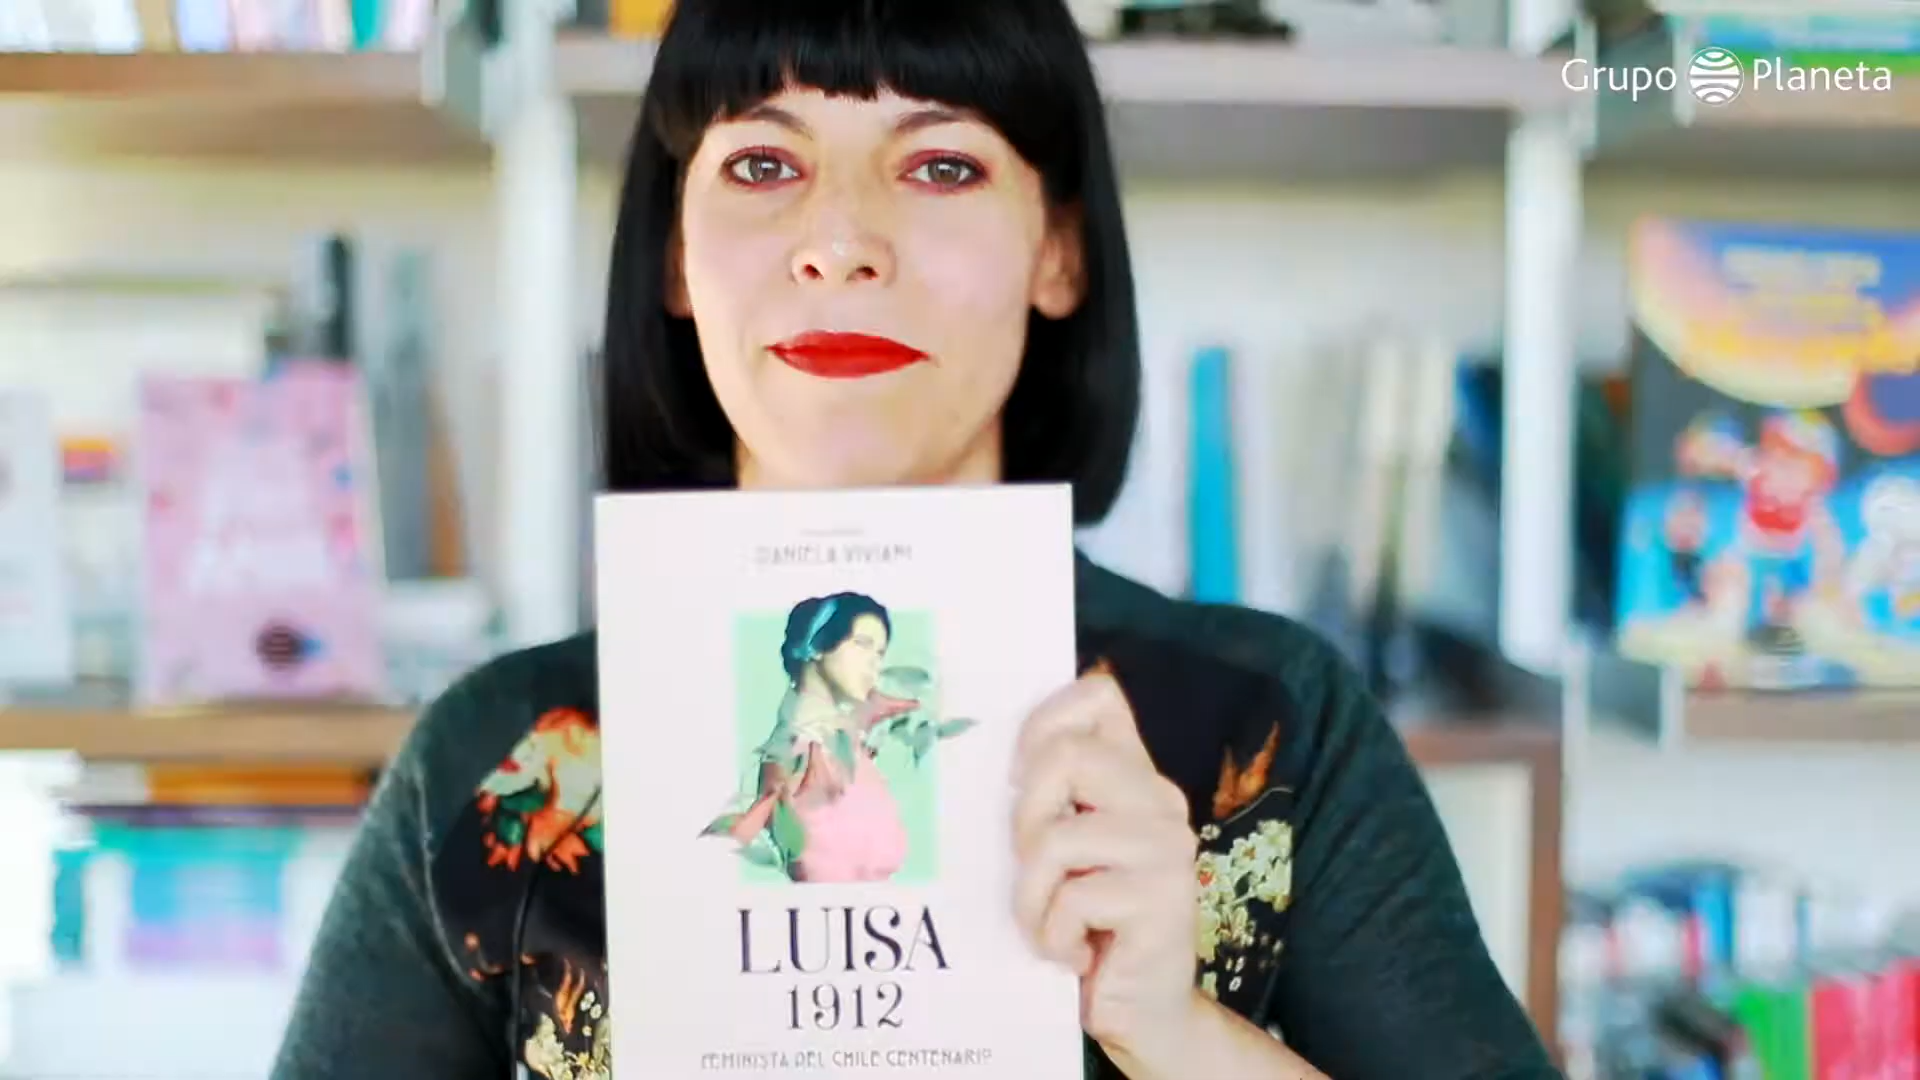 Grupo Planeta
DANIELA VIVIANI
LUISA
1912
FEMINISTA DEL CHILE CENTENARIO